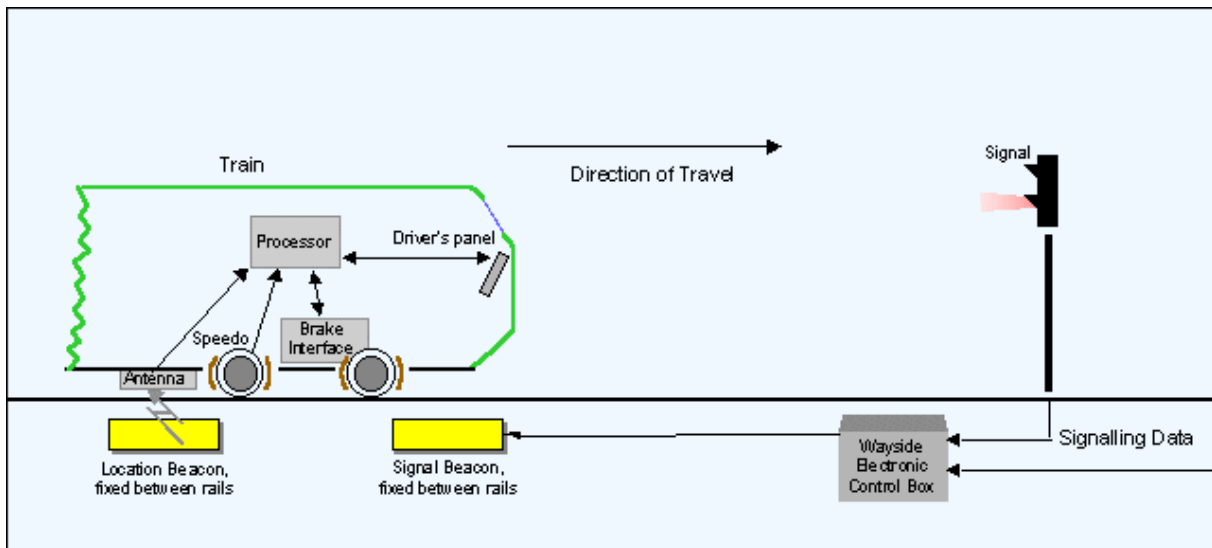 Train
Direction of Travel
Signal
Processor
Driver's panel
Speedo
Brake
Interface
Antenna
Location Beacon,
fixed between rails
Signal Beacon,
fixed between rails
Wayside
Electronic
Control Box
Signalling Data